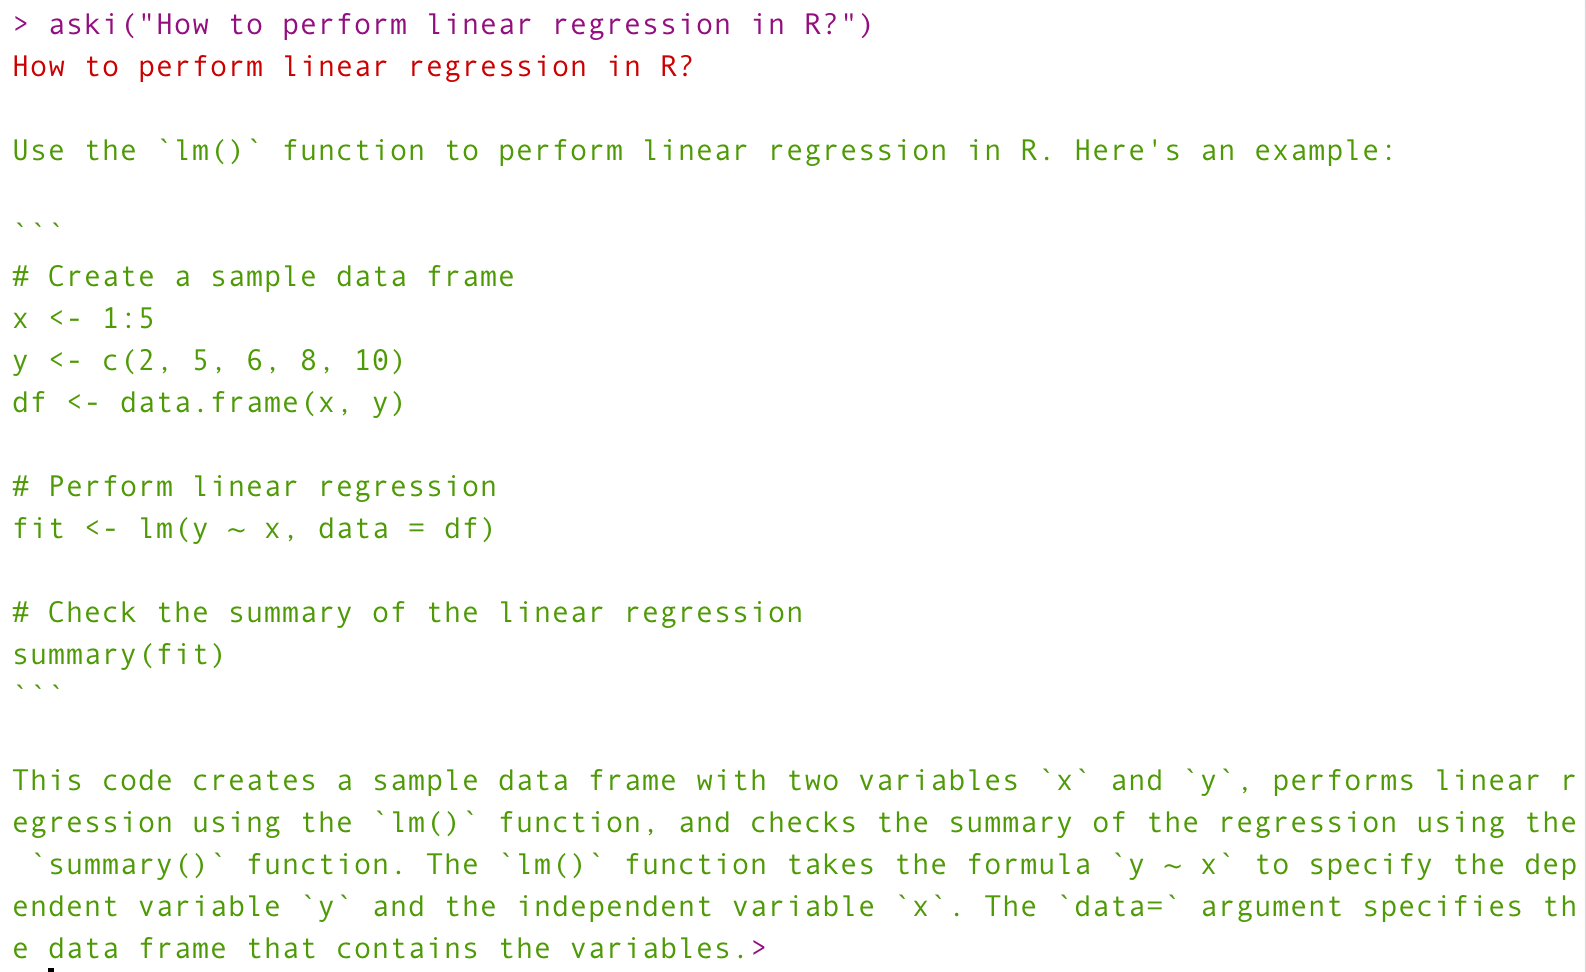 > aski("How to perform linear regression in R?")
How to perform linear regression in R?
Use the `lm()` function to perform linear regression in R. Here's an example:
```
# Create a sample data frame
x <- 1:5
y <- c(2, 5, 6, 8, 10)
df <- data.frame(x, y)
# Perform linear regression
fit <- lm(y ~ x, data = df)
# Check the summary of the linear regression
summary(fit)
```
This code creates a sample data frame with two variables `x` and `y`, performs linear r
egression using the `lm()` function, and checks the summary of the regression using the
 `summary()` function. The `lm()` function takes the formula `y ~ x` to specify the dep
endent variable `y` and the independent variable `x`. The `data=` argument specifies th
e data frame that contains the variables.>